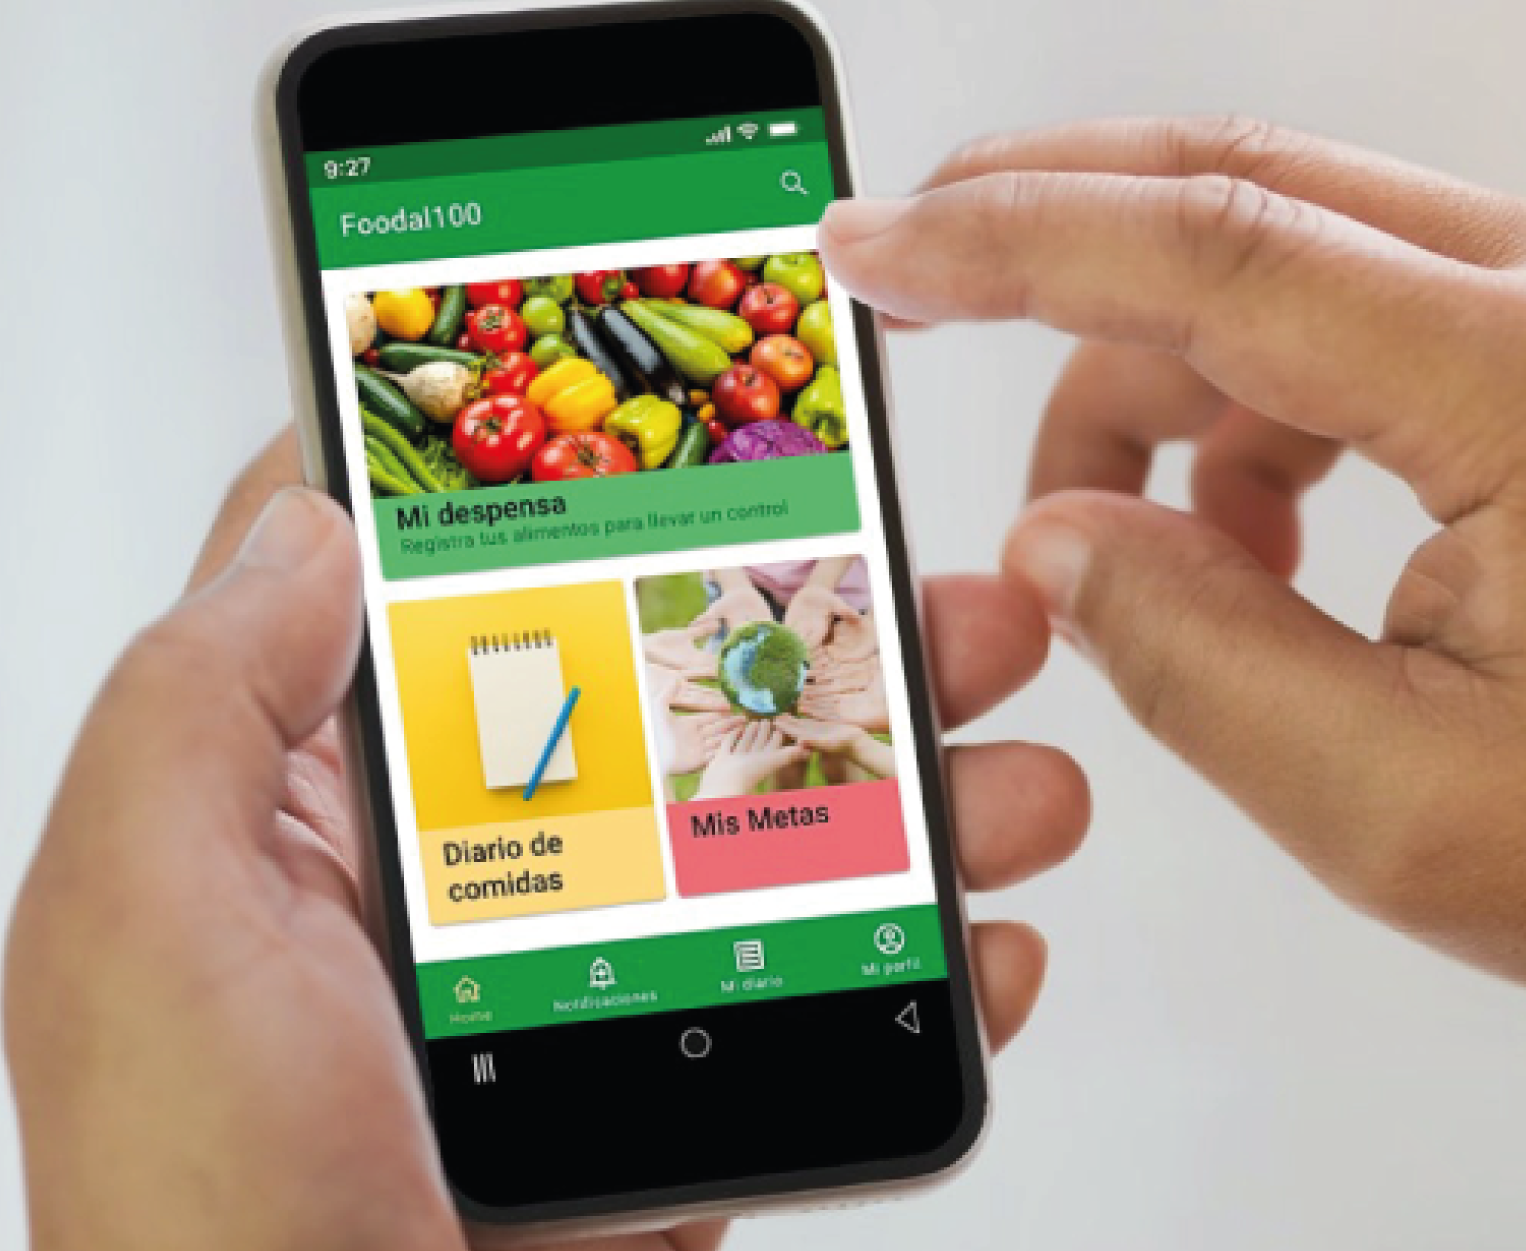 9:27
Foodal100
Mi despensa
Registra tus alimentos para llevar un control
Diario de
comidas
Mis Metas
Home
Notificaciones
Mi diario
Mi perfil